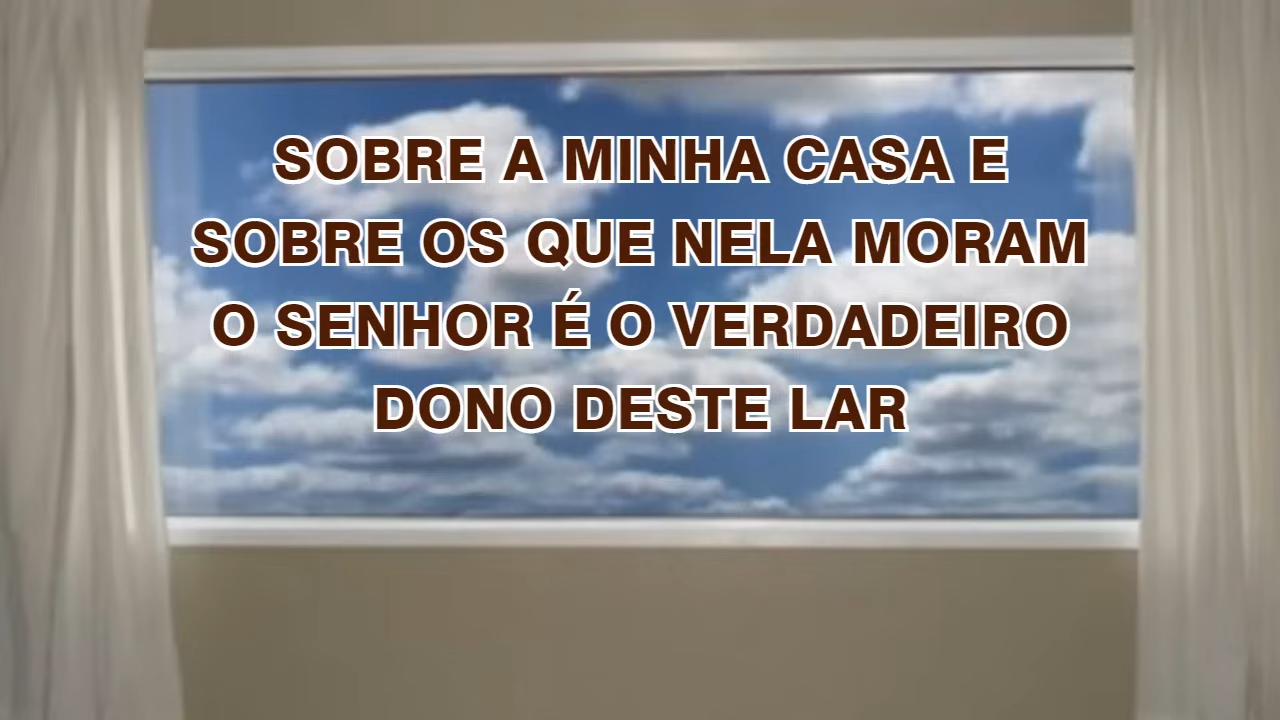 SOBRE A MINHA CASA E
SOBRE OS QUE NELA MORAM
O SENHOR É O VERDADEIRO
DONO DESTE LAR